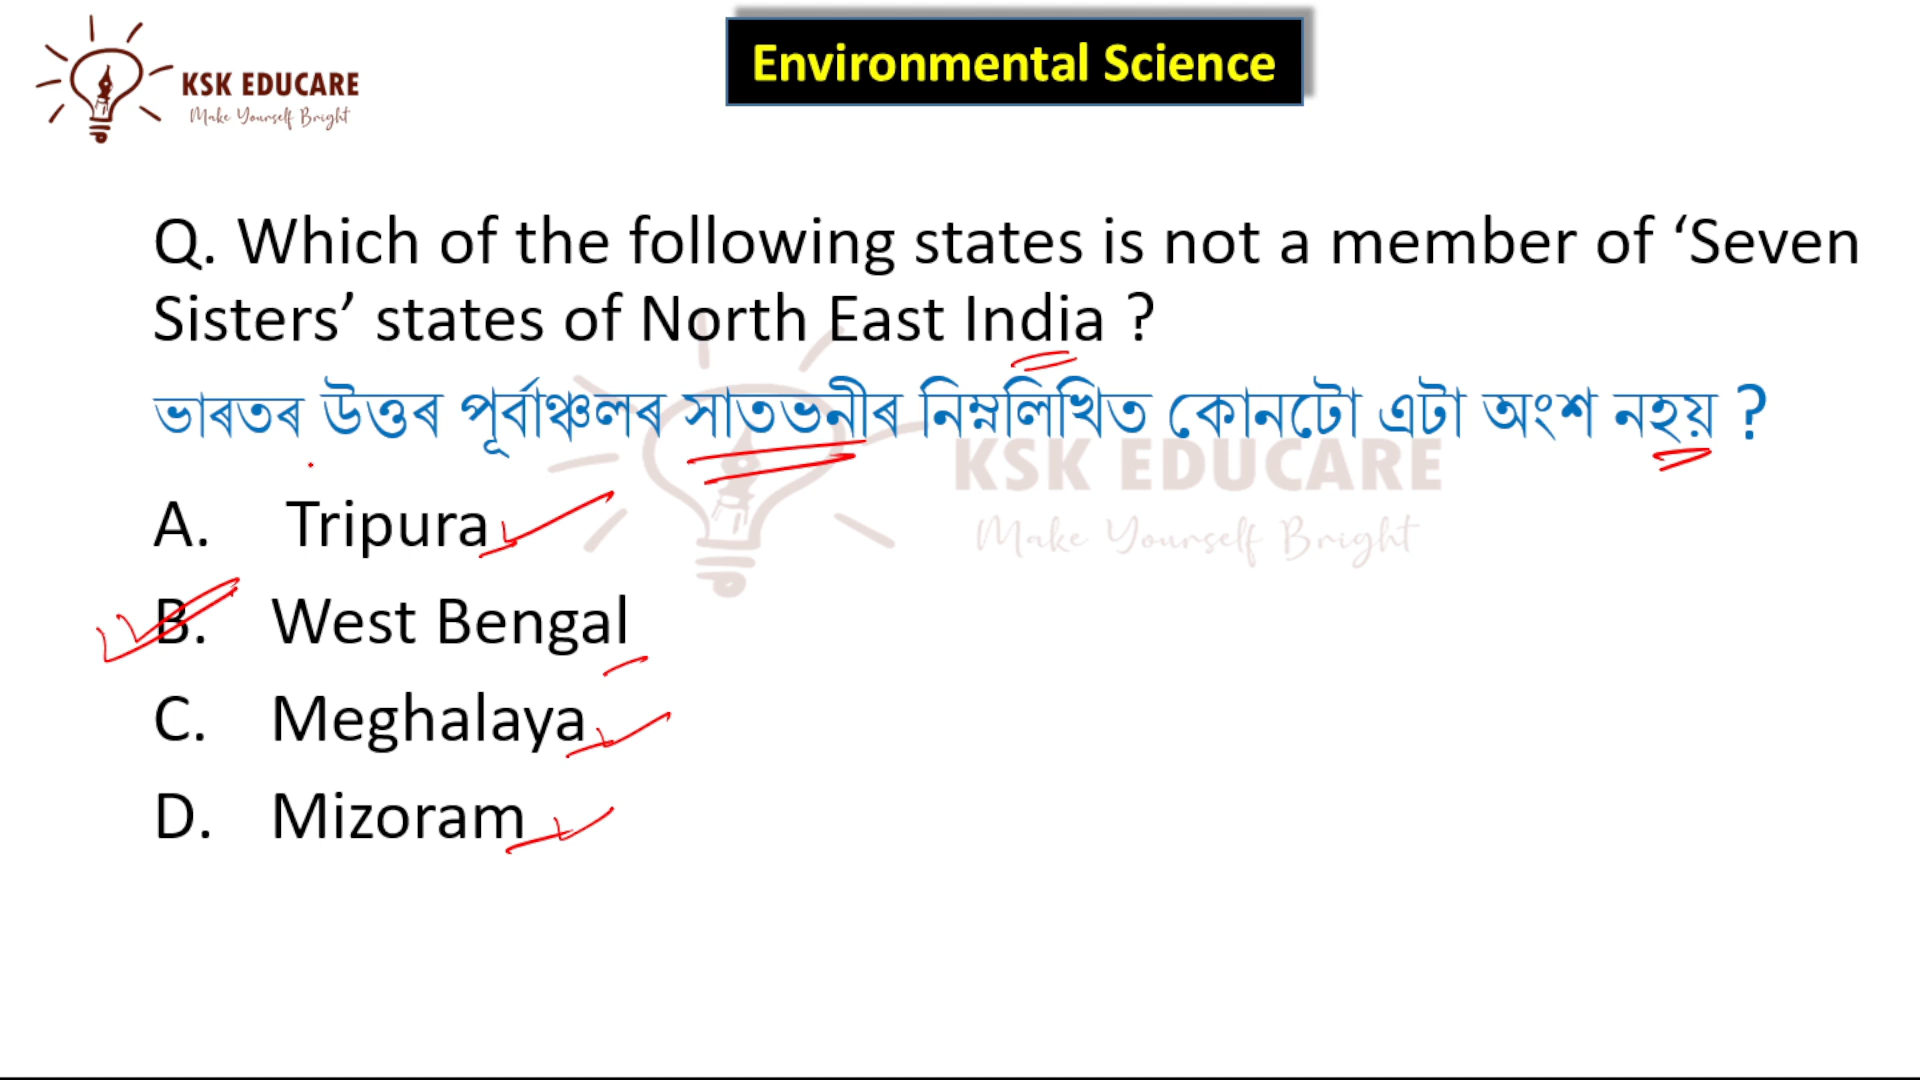 KSK EDUCARE
Make Yourself Bright
Environmental Science
Q. Which of the following states is not a member of ‘Seven
Sisters’ states of North East India ?
ভাৰতৰ উত্তৰ পূৰ্বাঞ্চলৰ সাতভনীৰ নিম্নলিখিত কোনটো এটা অংশ নহয় ?
KSK EDUCARE
Make Yourself Bright
A. Tripura
B. West Bengal
C. Meghalaya
D. Mizoram